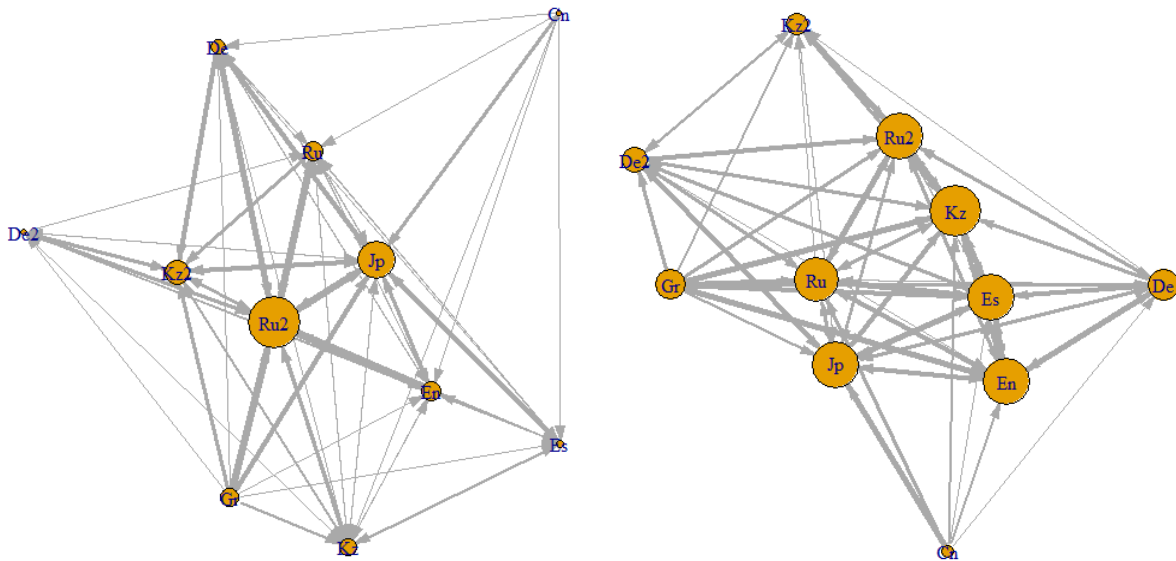 Cn
De
Ru
De2
Jp
Kz2
Ru2
En
Es
Gr
Kz
Kz2
Ru2
De2
Kz
Ru
Gr
De
Es
Jp
En
Cn